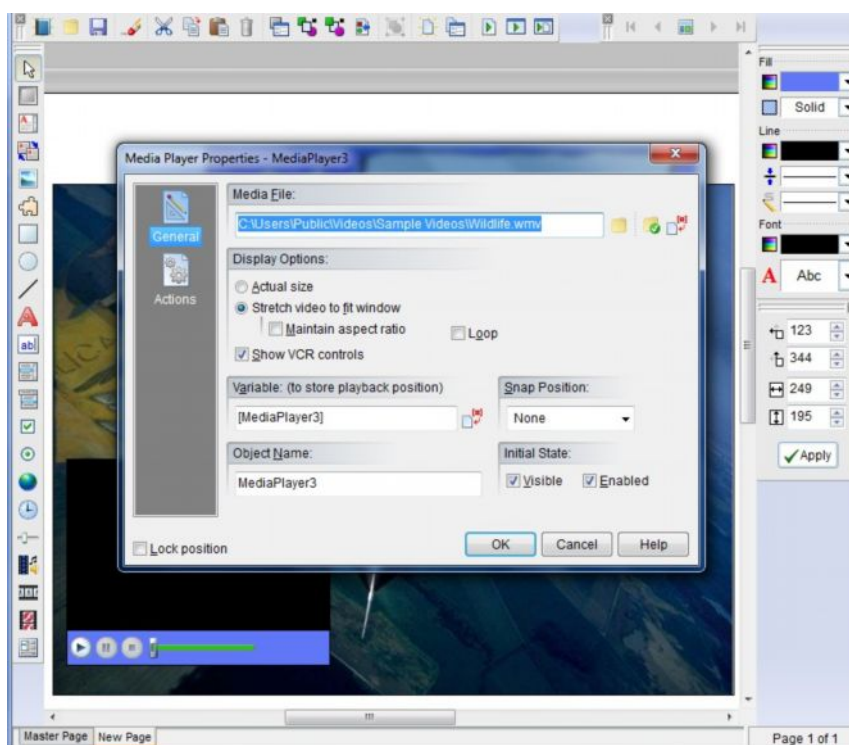 Fill
Solid
Line
Font
A Abc
123
344
249
195
Apply
Media Player Properties - MediaPlayer3
General
Actions
Media File:
C:\Users\Public\Videos\Sample Videos\Wildlife.wmv
Display Options:
Actual size
Stretch video to fit window
Maintain aspect ratio
Loop
Show VCR controls
Variable: (to store playback position)
Snap Position:
[MediaPlayer3]
None
Object Name:
Initial State:
MediaPlayer3
Visible
Enabled
Lock position
OK
Cancel
Help
A
ab
Master Page
New Page
Page 1 of 1